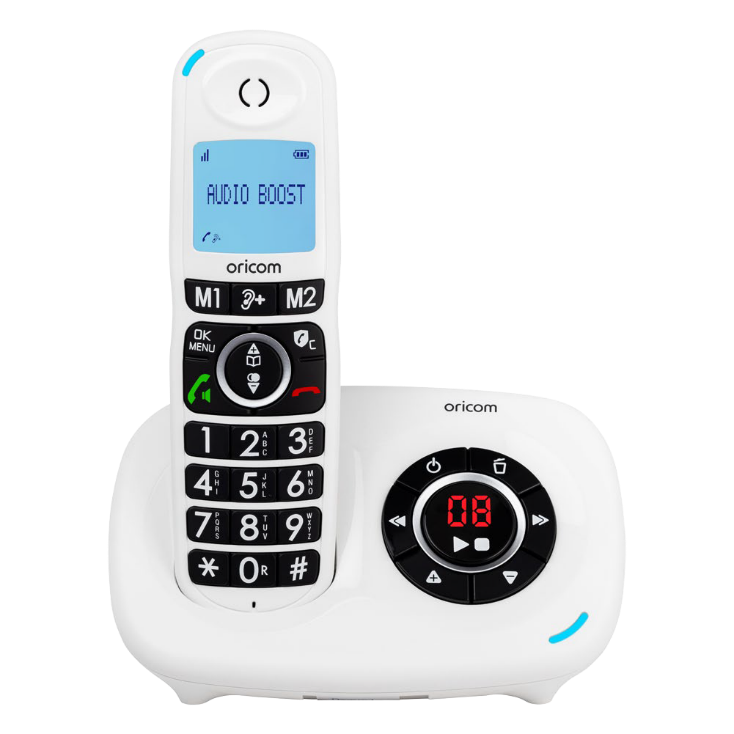 AUDIO BOOST
oricom
M1 + M2
OK
MENU
C
1 2 ABC 3 DEF
4 GHI 5 JKL 6 MNO
7 PQRS 8 TUV 9 WXYZ
* 0 R #
oricom
08